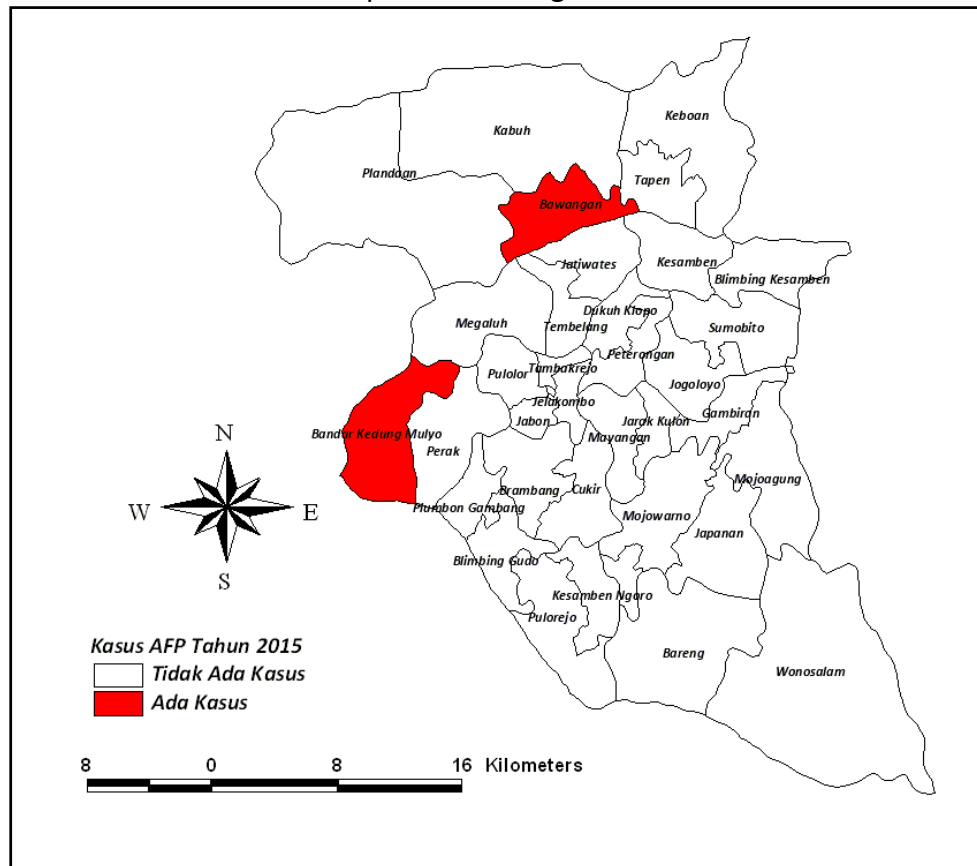 Keboan
Kabuh
Plandaan
Tapen
Bawangan
Kesamben
Jatiwates
Blimbing Kesamben
Dukuh Klopo
Megaluh
Tembelang
Sumobito
Peterangan
Pulolor
Tambakrejo
Jogoloyo
Jelakombo
Gambiran
Jabon
Jarak Kulon
Bandar Kedung Mulyo
Mayangan
Perak
Mojoagung
Brambang
Cukir
Plumbon Gambang
Mojowarno
Japanan
Blimbing Gudo
Kesamben Ngoro
Pulorejo
Bareng
Wonosalam
N
W
E
S
Kasus AFP Tahun 2015
Tidak Ada Kasus
Ada Kasus
8 0 8 16 Kilometers